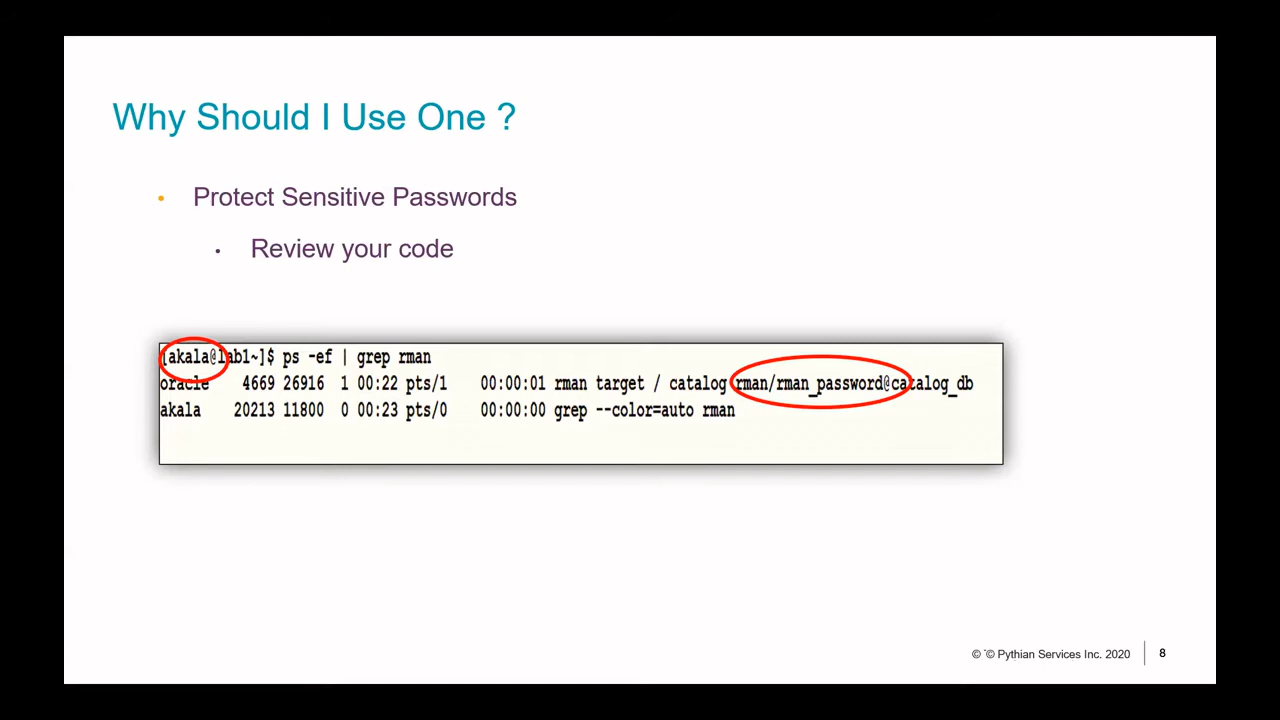 Why Should I Use One ?
• Protect Sensitive Passwords
• Review your code
[akala@lab1~]$ ps -ef | grep rman
oracle 4669 26916 1 00:22 pts/1 00:00:01 rman target / catalog rman/rman_password@catalog_db
akala 20213 11800 0 00:23 pts/0 00:00:00 grep --color=auto rman
© ˜© Pythian Services Inc. 2020 8